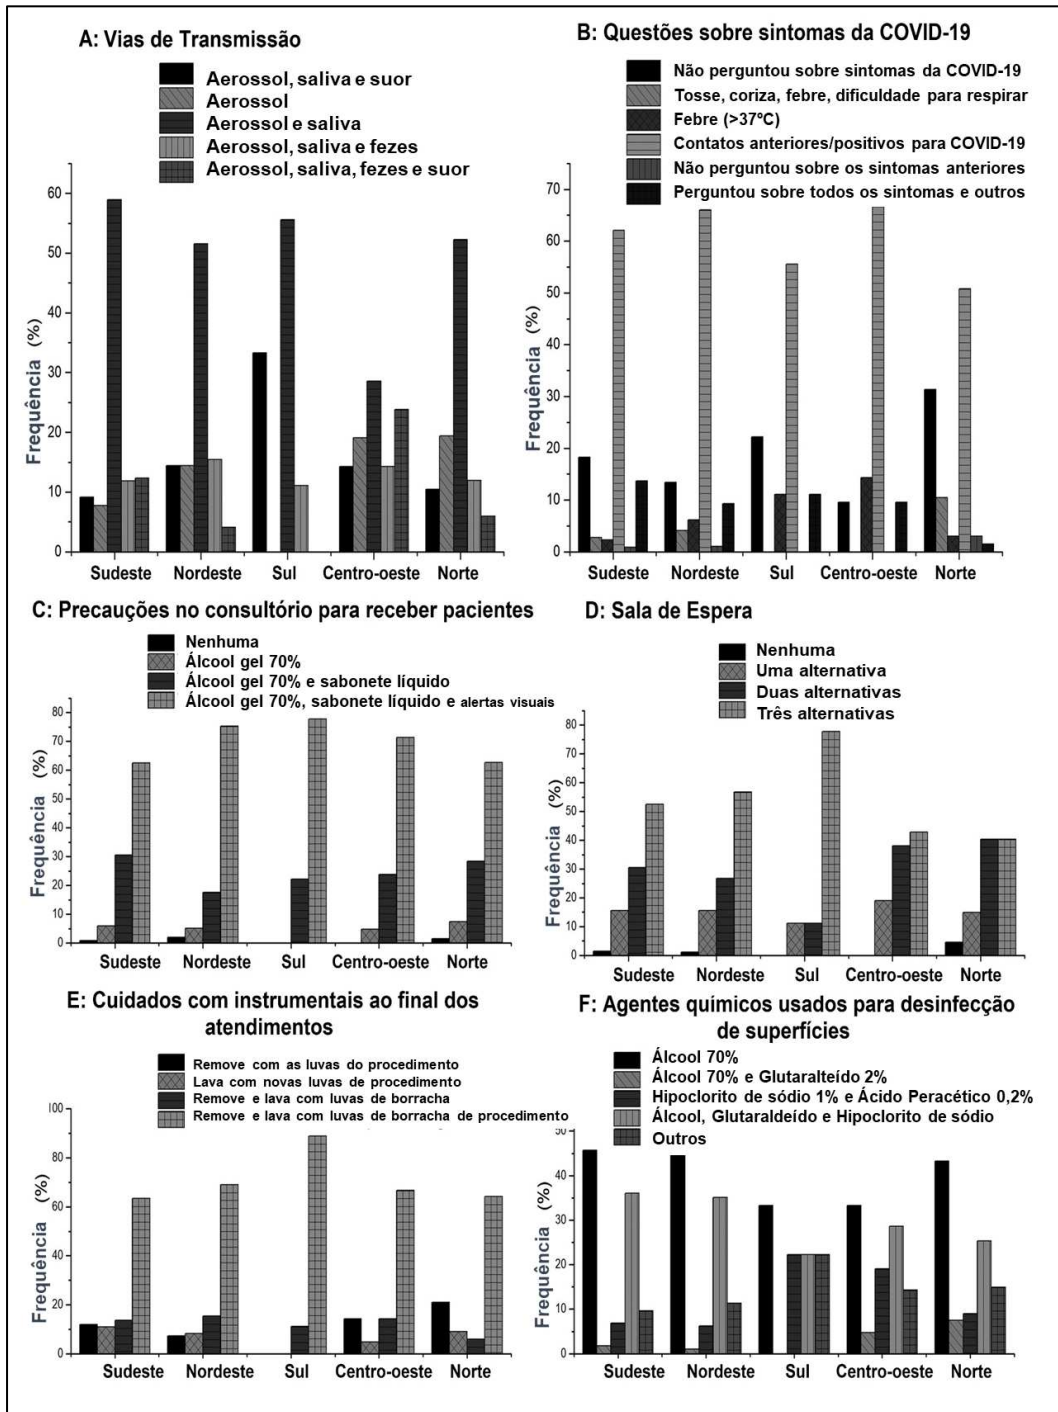 A: Vias de Transmissão
Aerossol, saliva e suor
Aerossol
Aerossol e saliva
Aerossol, saliva e fezes
Aerossol, saliva, fezes e suor
Frequência (%)
60
50
40
30
20
10
0
Sudeste Nordeste Sul Centro-oeste Norte
B: Questões sobre sintomas da COVID-19
Não perguntou sobre sintomas da COVID-19
Tosse, coriza, febre, dificuldade para respirar
Febre (>37ºC)
Contatos anteriores/positivos para COVID-19
Não perguntou sobre os sintomas anteriores
Perguntou sobre todos os sintomas e outros
Frequência (%)
70
60
50
40
30
20
10
0
Sudeste Nordeste Sul Centro-oeste Norte
C: Precauções no consultório para receber pacientes
Nenhuma
Álcool gel 70%
Álcool gel 70% e sabonete líquido
Álcool gel 70%, sabonete líquido e alertas visuais
Frequência (%)
80
70
60
50
40
30
20
10
0
Sudeste Nordeste Sul Centro-oeste Norte
D: Sala de Espera
Nenhuma
Uma alternativa
Duas alternativas
Três alternativas
Frequência (%)
80
70
60
50
40
30
20
10
0
Sudeste Nordeste Sul Centro-oeste Norte
E: Cuidados com instrumentais ao final dos
atendimentos
Remove com as luvas do procedimento
Lava com novas luvas de procedimento
Remove e lava com luvas de borracha
Remove e lava com luvas de borracha de procedimento
Frequência (%)
100
80
60
40
20
0
Sudeste Nordeste Sul Centro-oeste Norte
F: Agentes químicos usados para desinfecção
de superfícies
Álcool 70%
Álcool 70% e Glutaralteído 2%
Hipoclorito de sódio 1% e Ácido Peracético 0,2%
Álcool, Glutaraldeído e Hipoclorito de sódio
Outros
Frequência (%)
50
40
30
20
10
0
Sudeste Nordeste Sul Centro-oeste Norte